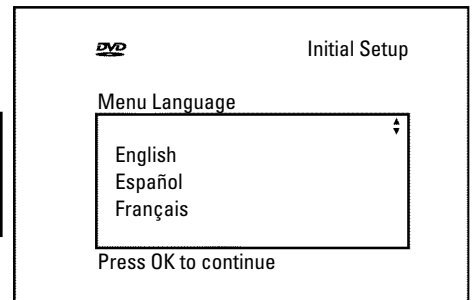 DVD
Initial Setup
Menu Language
English
Español
Français
Press OK to continue